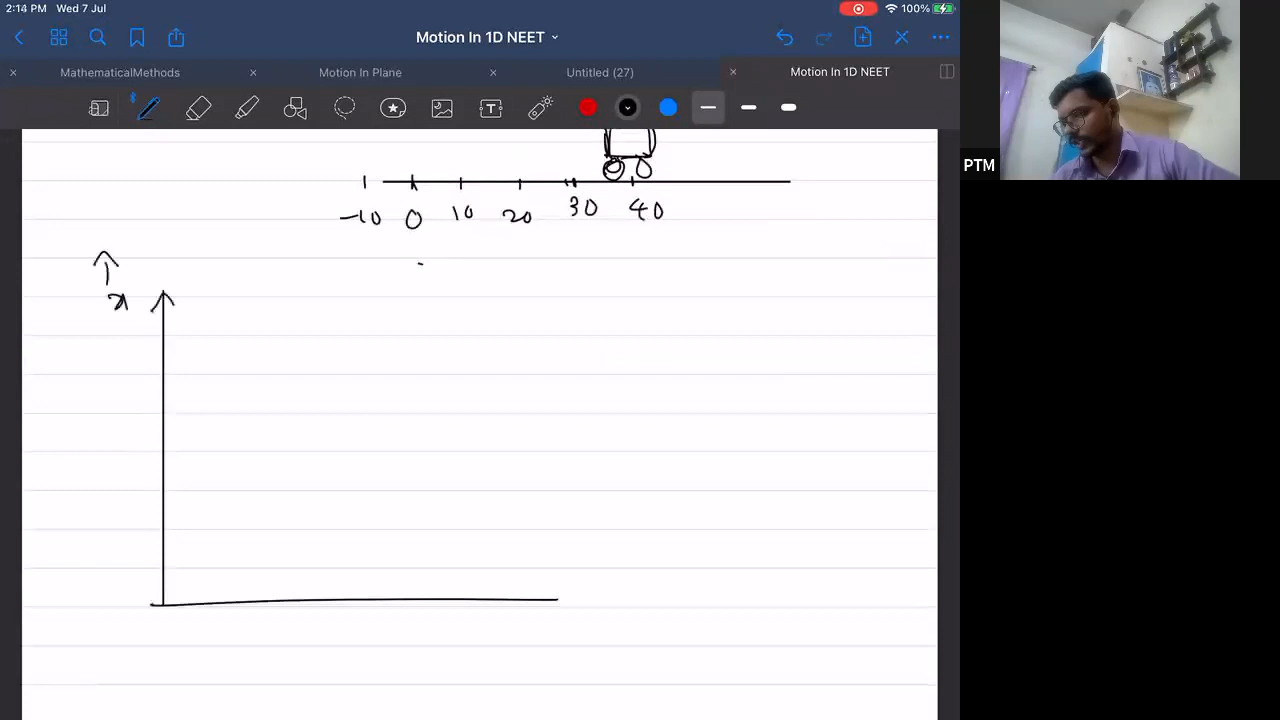 2:14 PM Wed 7 Jul
100%
Motion In 1D NEET
MathematicalMethods
Motion In Plane
Untitled (27)
Motion In 1D NEET
T
PTM
-10 0 10 20 30 40
x